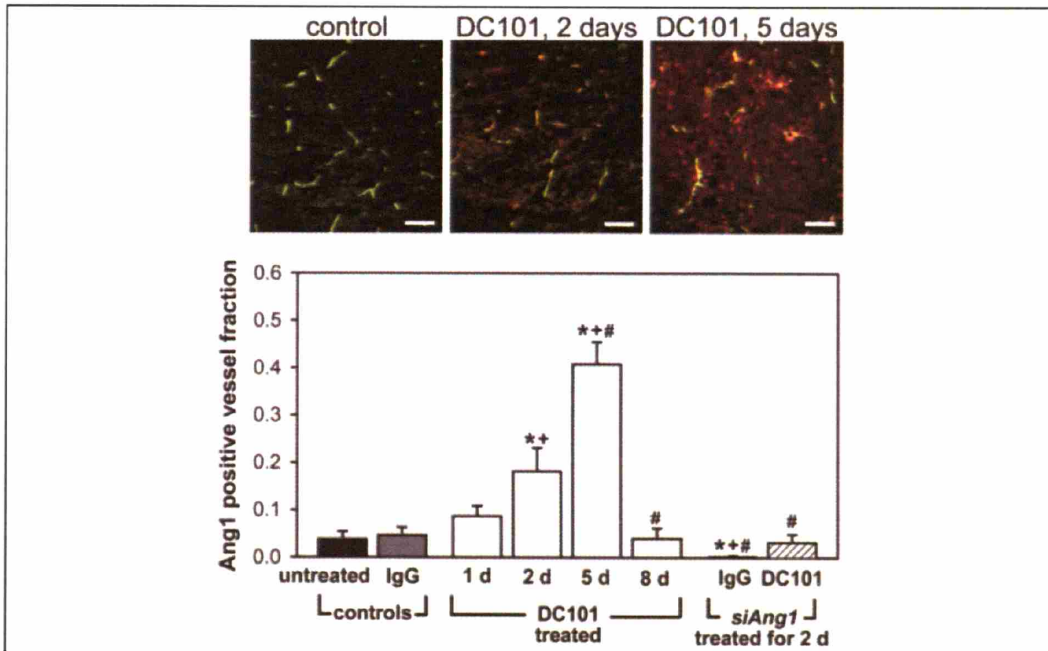 control DC101, 2 days DC101, 5 days
Ang1 positive vessel fraction
0.6
0.5
*+#
0.4
0.3
*+
0.2
0.1
# *+# #
0.0
untreated IgG 1 d 2 d 5 d 8 d IgG DC101
controls DC101 siAng1
treated treated for 2 d